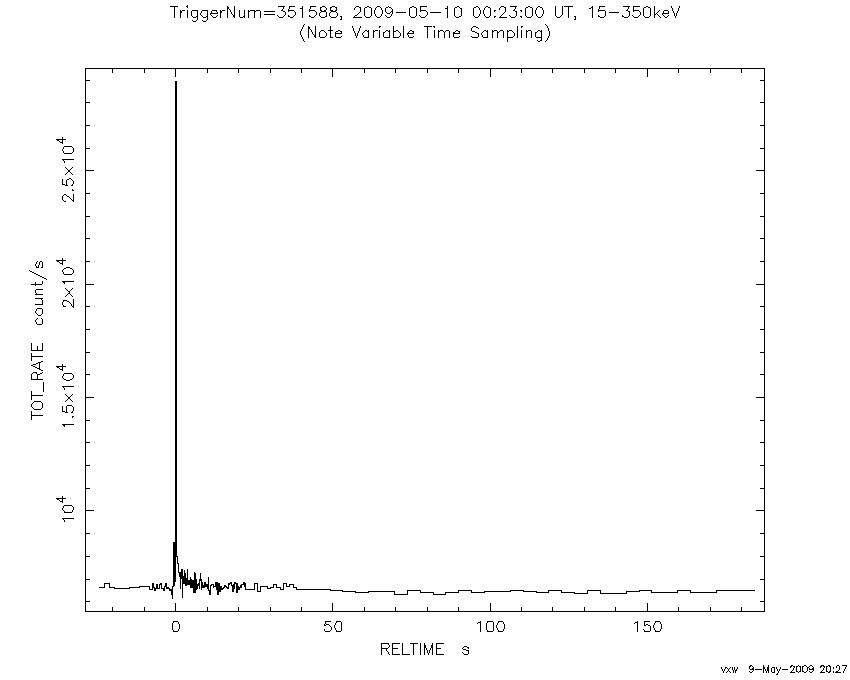 TriggerNum=351588, 2009-05-10 00:23:00 UT, 15-350keV
(Note Variable Time Sampling)
TOT_RATE count/s
2.5×10⁴
2×10⁴
1.5×10⁴
10⁴
0 50 100 150
RELTIME s
vxw 9-May-2009 20:27